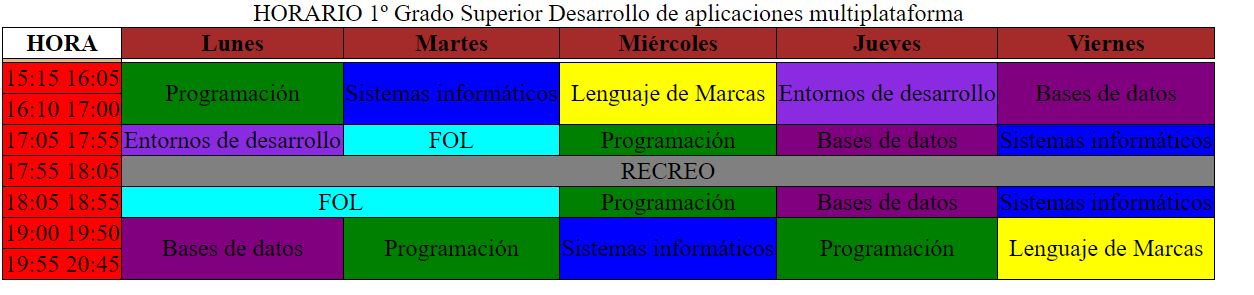 HORARIO 1º Grado Superior Desarrollo de aplicaciones multiplataforma
HORA Lunes Martes Miércoles Jueves Viernes
15:15 16:05
Programación Sistemas informáticos Lenguaje de Marcas Entornos de desarrollo Bases de datos
16:10 17:00
17:05 17:55 Entornos de desarrollo FOL Programación Bases de datos Sistemas informáticos
17:55 18:05 RECREO
18:05 18:55 FOL Programación Bases de datos Sistemas informáticos
19:00 19:50
Bases de datos Programación Sistemas informáticos Programación Lenguaje de Marcas
19:55 20:45